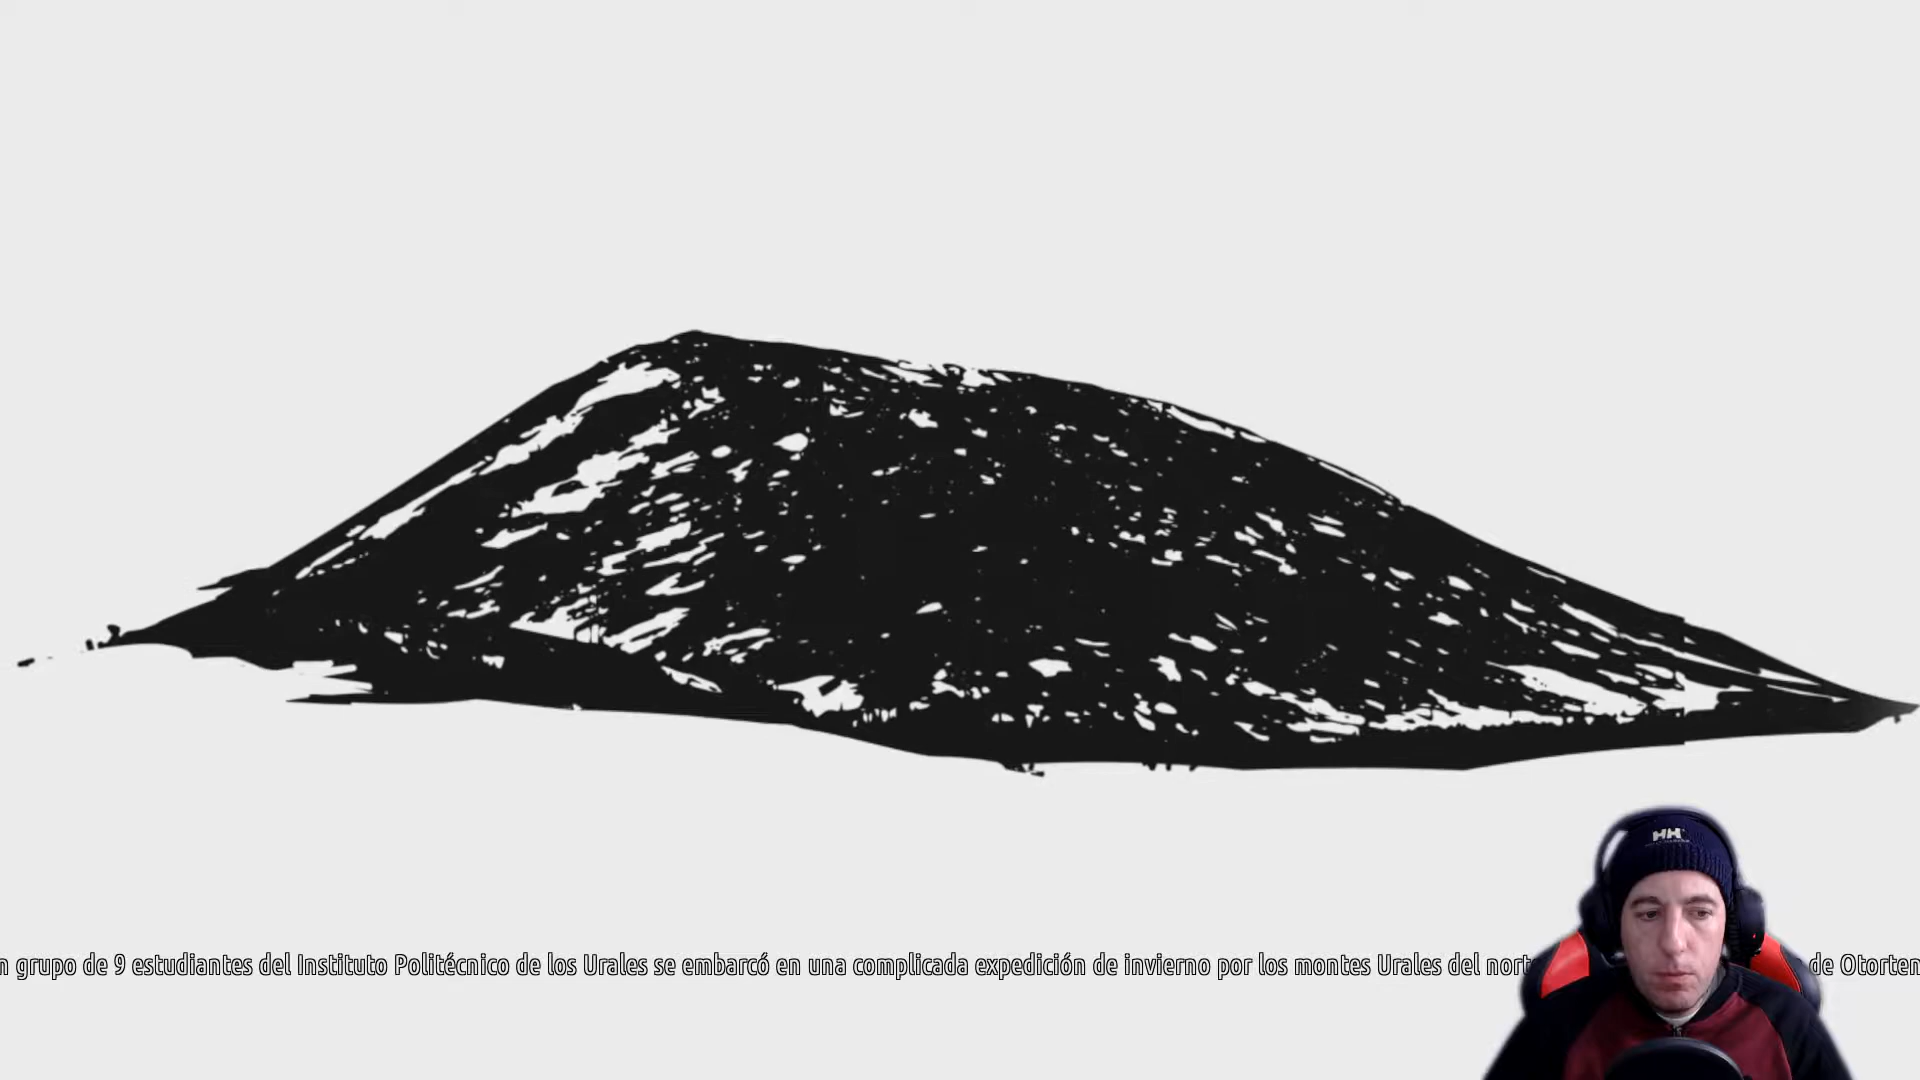 HH
n grupo de 9 estudiantes del Instituto Politécnico de los Urales se embarcó en una complicada expedición de invierno por los montes Urales del nort de Otorten